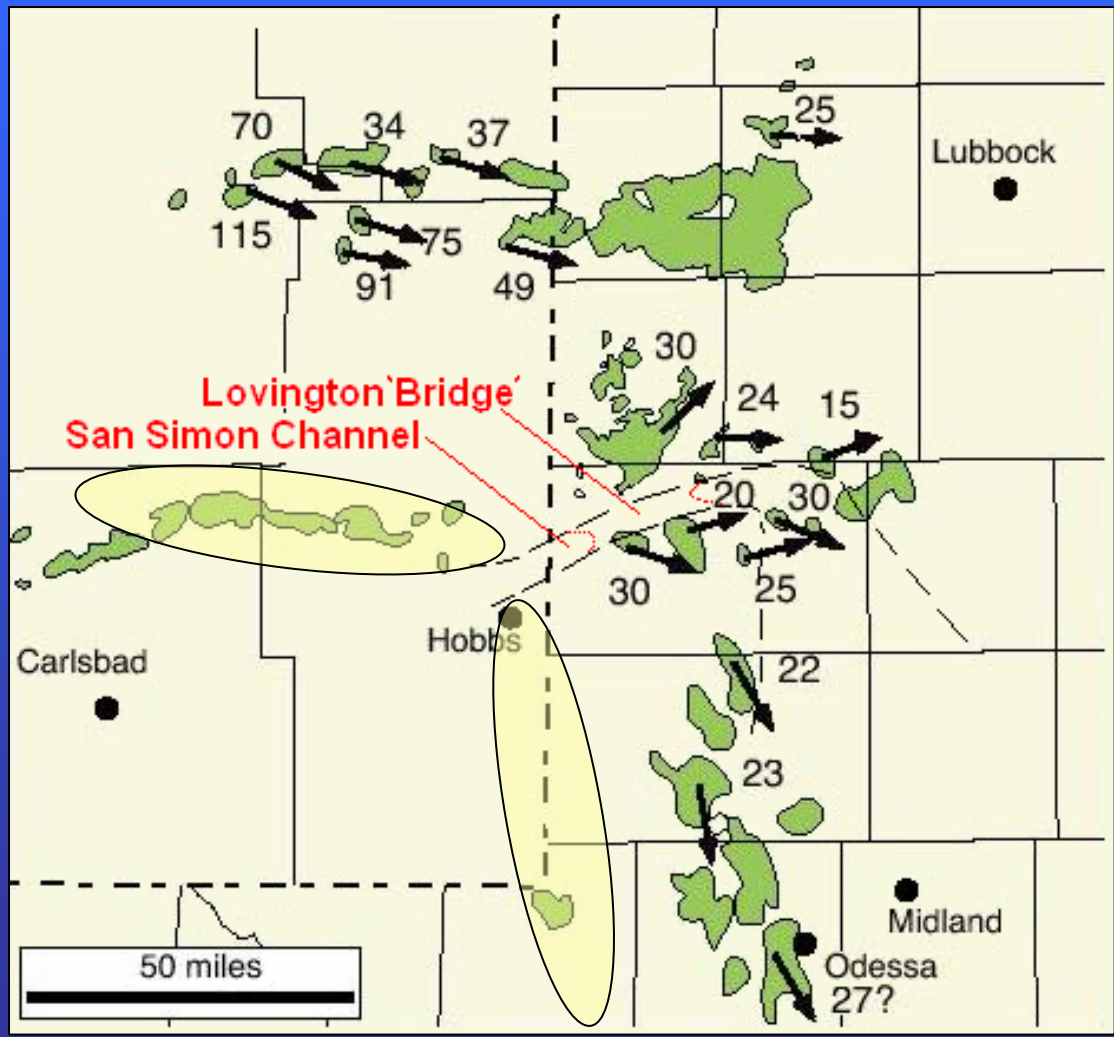 25
70
34
37
Lubbock
115
75
91
49
30
Lovington 'Bridge'
24
15
San Simon Channel
20
30
30
25
Hobbs
Carlsbad
22
23
Midland
50 miles
Odessa
27?